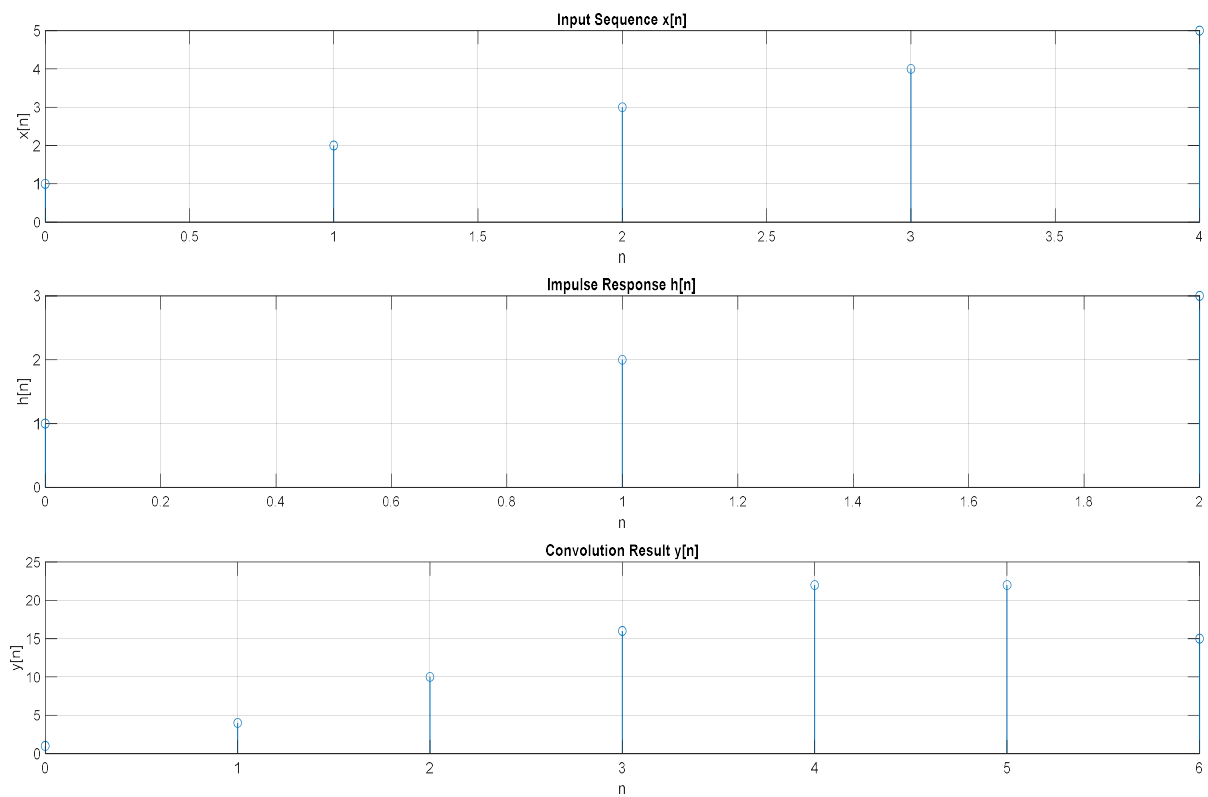 Input Sequence x[n]
5
4
3
2
1
0
x[n]
0 0.5 1 1.5 2 2.5 3 3.5 4
n
Impulse Response h[n]
3
2
1
0
h[n]
0 0.2 0.4 0.6 0.8 1 1.2 1.4 1.6 1.8 2
n
Convolution Result y[n]
25
20
15
10
5
0
y[n]
0 1 2 3 4 5 6
n